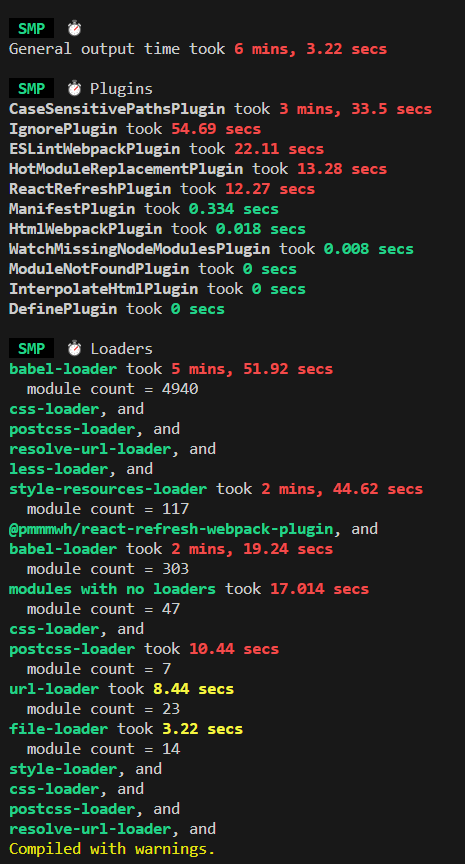 SMP ⏱
General output time took 6 mins, 3.22 secs
SMP ⏱ Plugins
CaseSensitivePathsPlugin took 3 mins, 33.5 secs
IgnorePlugin took 54.69 secs
ESLintWebpackPlugin took 22.11 secs
HotModuleReplacementPlugin took 13.28 secs
ReactRefreshPlugin took 12.27 secs
ManifestPlugin took 0.334 secs
HtmlWebpackPlugin took 0.018 secs
WatchMissingNodeModulesPlugin took 0.008 secs
ModuleNotFoundPlugin took 0 secs
InterpolateHtmlPlugin took 0 secs
DefinePlugin took 0 secs
SMP ⏱ Loaders
babel-loader took 5 mins, 51.92 secs
module count = 4940
css-loader, and
postcss-loader, and
resolve-url-loader, and
less-loader, and
style-resources-loader took 2 mins, 44.62 secs
module count = 117
@pmmmwh/react-refresh-webpack-plugin, and
babel-loader took 2 mins, 19.24 secs
module count = 303
modules with no loaders took 17.014 secs
module count = 47
css-loader, and
postcss-loader took 10.44 secs
module count = 7
url-loader took 8.44 secs
module count = 23
file-loader took 3.22 secs
module count = 14
style-loader, and
css-loader, and
postcss-loader, and
resolve-url-loader, and
Compiled with warnings.